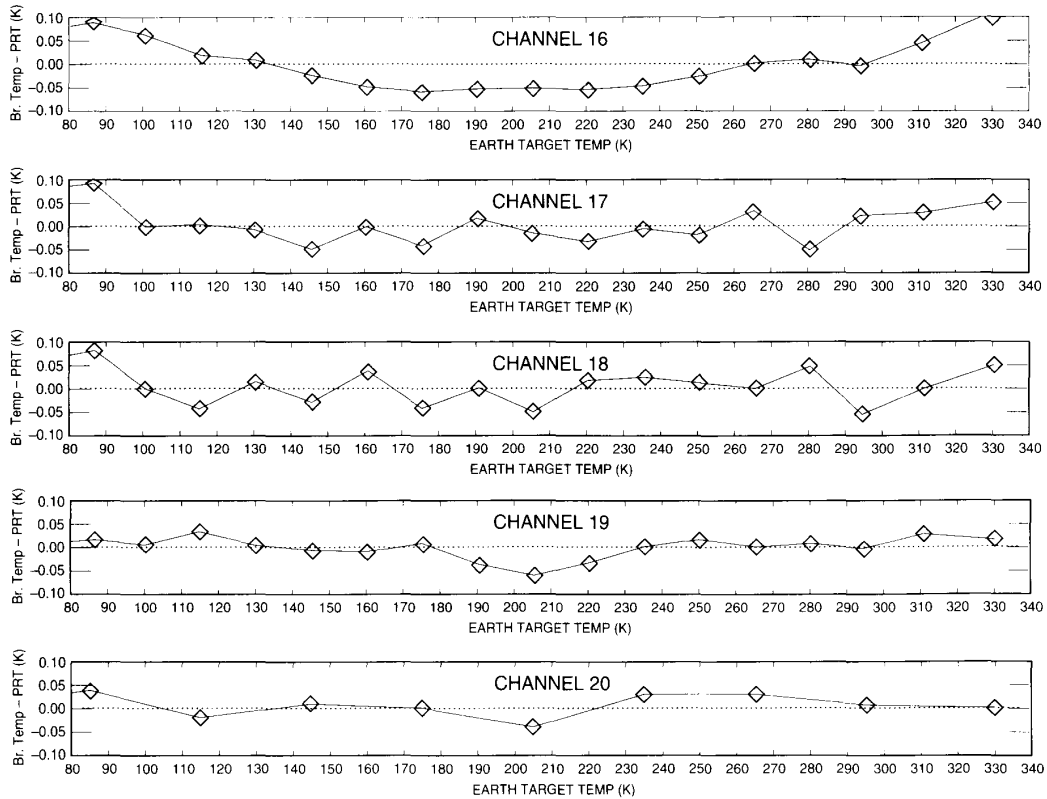 CHANNEL 16
Br. Temp – PRT (K)
0.10
0.05
0.00
−0.05
−0.10
80 90 100 110 120 130 140 150 160 170 180 190 200 210 220 230 240 250 260 270 280 290 300 310 320 330 340
EARTH TARGET TEMP (K)
CHANNEL 17
Br. Temp – PRT (K)
0.10
0.05
0.00
−0.05
−0.10
80 90 100 110 120 130 140 150 160 170 180 190 200 210 220 230 240 250 260 270 280 290 300 310 320 330 340
EARTH TARGET TEMP (K)
CHANNEL 18
Br. Temp – PRT (K)
0.10
0.05
0.00
−0.05
−0.10
80 90 100 110 120 130 140 150 160 170 180 190 200 210 220 230 240 250 260 270 280 290 300 310 320 330 340
EARTH TARGET TEMP (K)
CHANNEL 19
Br. Temp – PRT (K)
0.10
0.05
0.00
−0.05
−0.10
80 90 100 110 120 130 140 150 160 170 180 190 200 210 220 230 240 250 260 270 280 290 300 310 320 330 340
EARTH TARGET TEMP (K)
CHANNEL 20
Br. Temp – PRT (K)
0.10
0.05
0.00
−0.05
−0.10
80 90 100 110 120 130 140 150 160 170 180 190 200 210 220 230 240 250 260 270 280 290 300 310 320 330 340
EARTH TARGET TEMP (K)